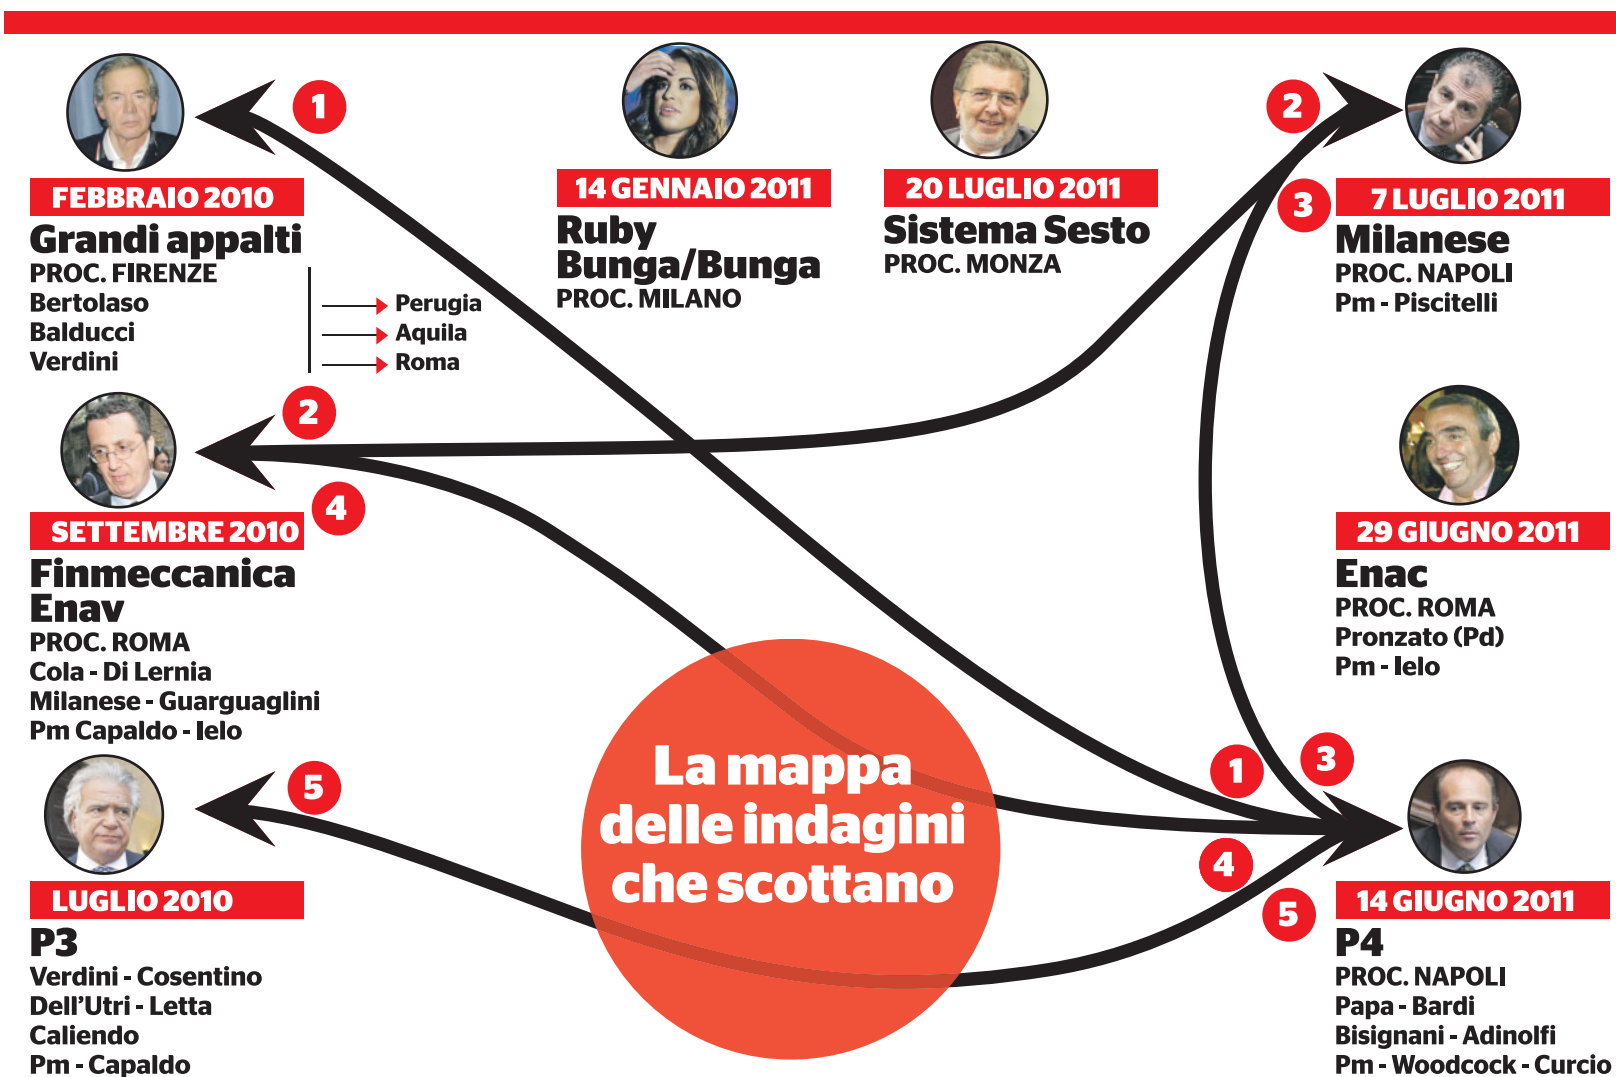 1
FEBBRAIO 2010
Grandi appalti
PROC. FIRENZE
Bertolaso
Balducci
Verdini
Perugia
Aquila
Roma
14 GENNAIO 2011
Ruby
Bunga/Bunga
PROC. MILANO
20 LUGLIO 2011
Sistema Sesto
PROC. MONZA
2
3
7 LUGLIO 2011
Milanese
PROC. NAPOLI
Pm - Piscitelli
2
4
SETTEMBRE 2010
Finmeccanica
Enav
PROC. ROMA
Cola - Di Lernia
Milanese - Guarguaglini
Pm Capaldo - Ielo
29 GIUGNO 2011
Enac
PROC. ROMA
Pronzato (Pd)
Pm - Ielo
La mappa
delle indagini
che scottano
5
LUGLIO 2010
P3
Verdini - Cosentino
Dell'Utri - Letta
Caliendo
Pm - Capaldo
1
3
4
5
14 GIUGNO 2011
P4
PROC. NAPOLI
Papa - Bardi
Bisignani - Adinolfi
Pm - Woodcock - Curcio